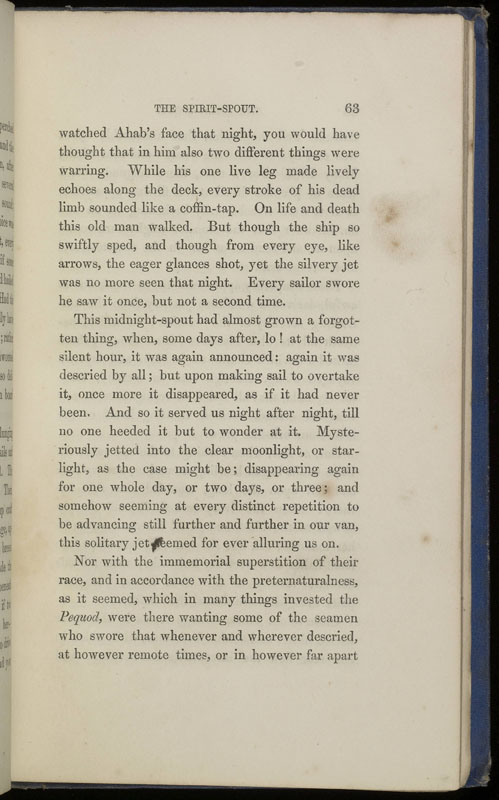 THE SPIRIT-SPOUT. 63
watched Ahab's face that night, you would have
thought that in him also two different things were
warring. While his one live leg made lively
echoes along the deck, every stroke of his dead
limb sounded like a coffin-tap. On life and death
this old man walked. But though the ship so
swiftly sped, and though from every eye, like
arrows, the eager glances shot, yet the silvery jet
was no more seen that night. Every sailor swore
he saw it once, but not a second time.
This midnight-spout had almost grown a forgot-
ten thing, when, some days after, lo! at the same
silent hour, it was again announced: again it was
descried by all; but upon making sail to overtake
it, once more it disappeared, as if it had never
been. And so it served us night after night, till
no one heeded it but to wonder at it. Myste-
riously jetted into the clear moonlight, or star-
light, as the case might be; disappearing again
for one whole day, or two days, or three; and
somehow seeming at every distinct repetition to
be advancing still further and further in our van,
this solitary jet seemed for ever alluring us on.
Nor with the immemorial superstition of their
race, and in accordance with the preternaturalness,
as it seemed, which in many things invested the
Pequod, were there wanting some of the seamen
who swore that whenever and wherever descried,
at however remote times, or in however far apart